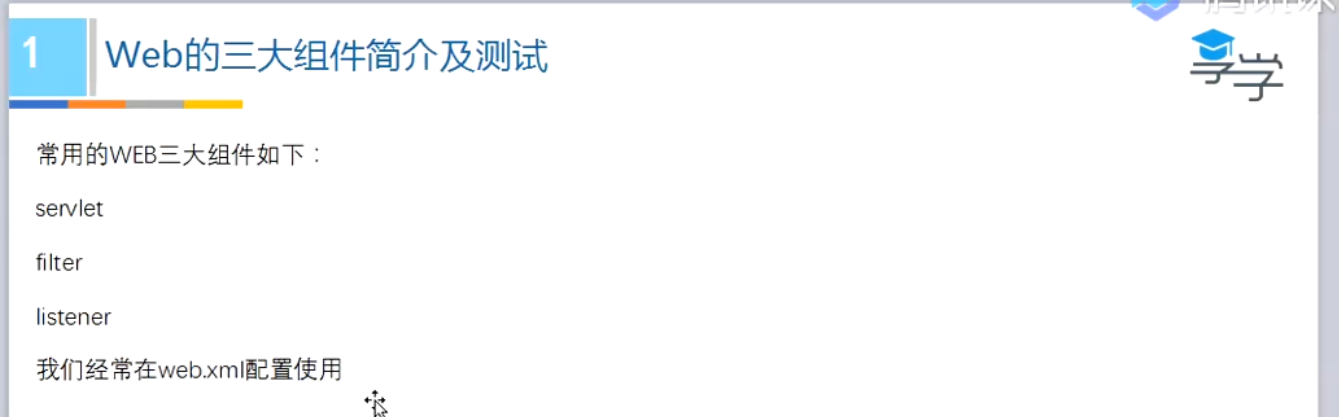 1
Web的三大组件简介及测试
享学
常用的WEB三大组件如下：
servlet
filter
listener
我们经常在web.xml配置使用